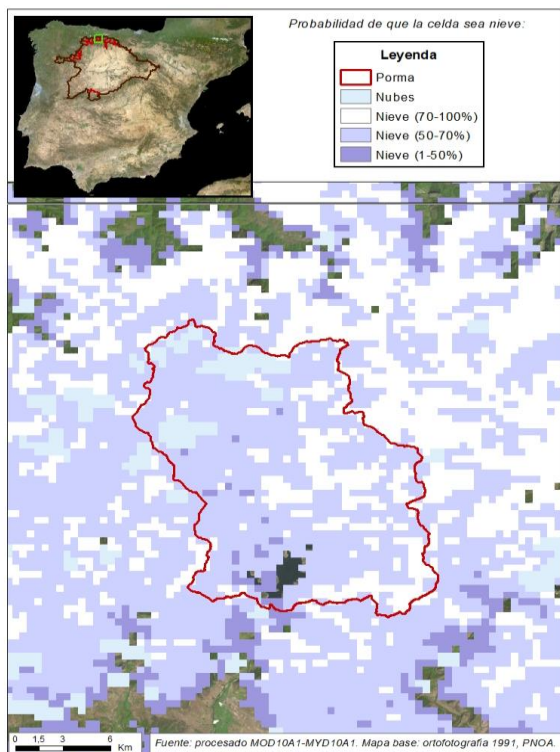 Probabilidad de que la celda sea nieve:
Leyenda
Porma
Nubes
Nieve (70-100%)
Nieve (50-70%)
Nieve (1-50%)
0 1,5 3 6
Km
Fuente: procesado MOD10A1-MYD10A1. Mapa base: ortofotografia 1991, PNOA